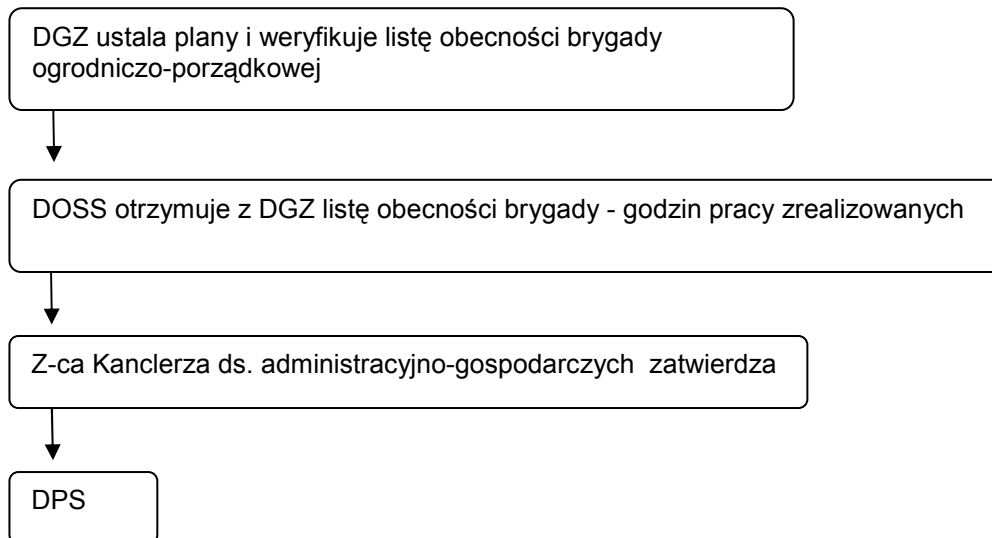 DGZ ustala plany i weryfikuje listę obecności brygady
ogrodniczo-porządkowej
DOSS otrzymuje z DGZ listę obecności brygady - godzin pracy zrealizowanych
Z-ca Kanclerza ds. administracyjno-gospodarczych  zatwierdza
DPS